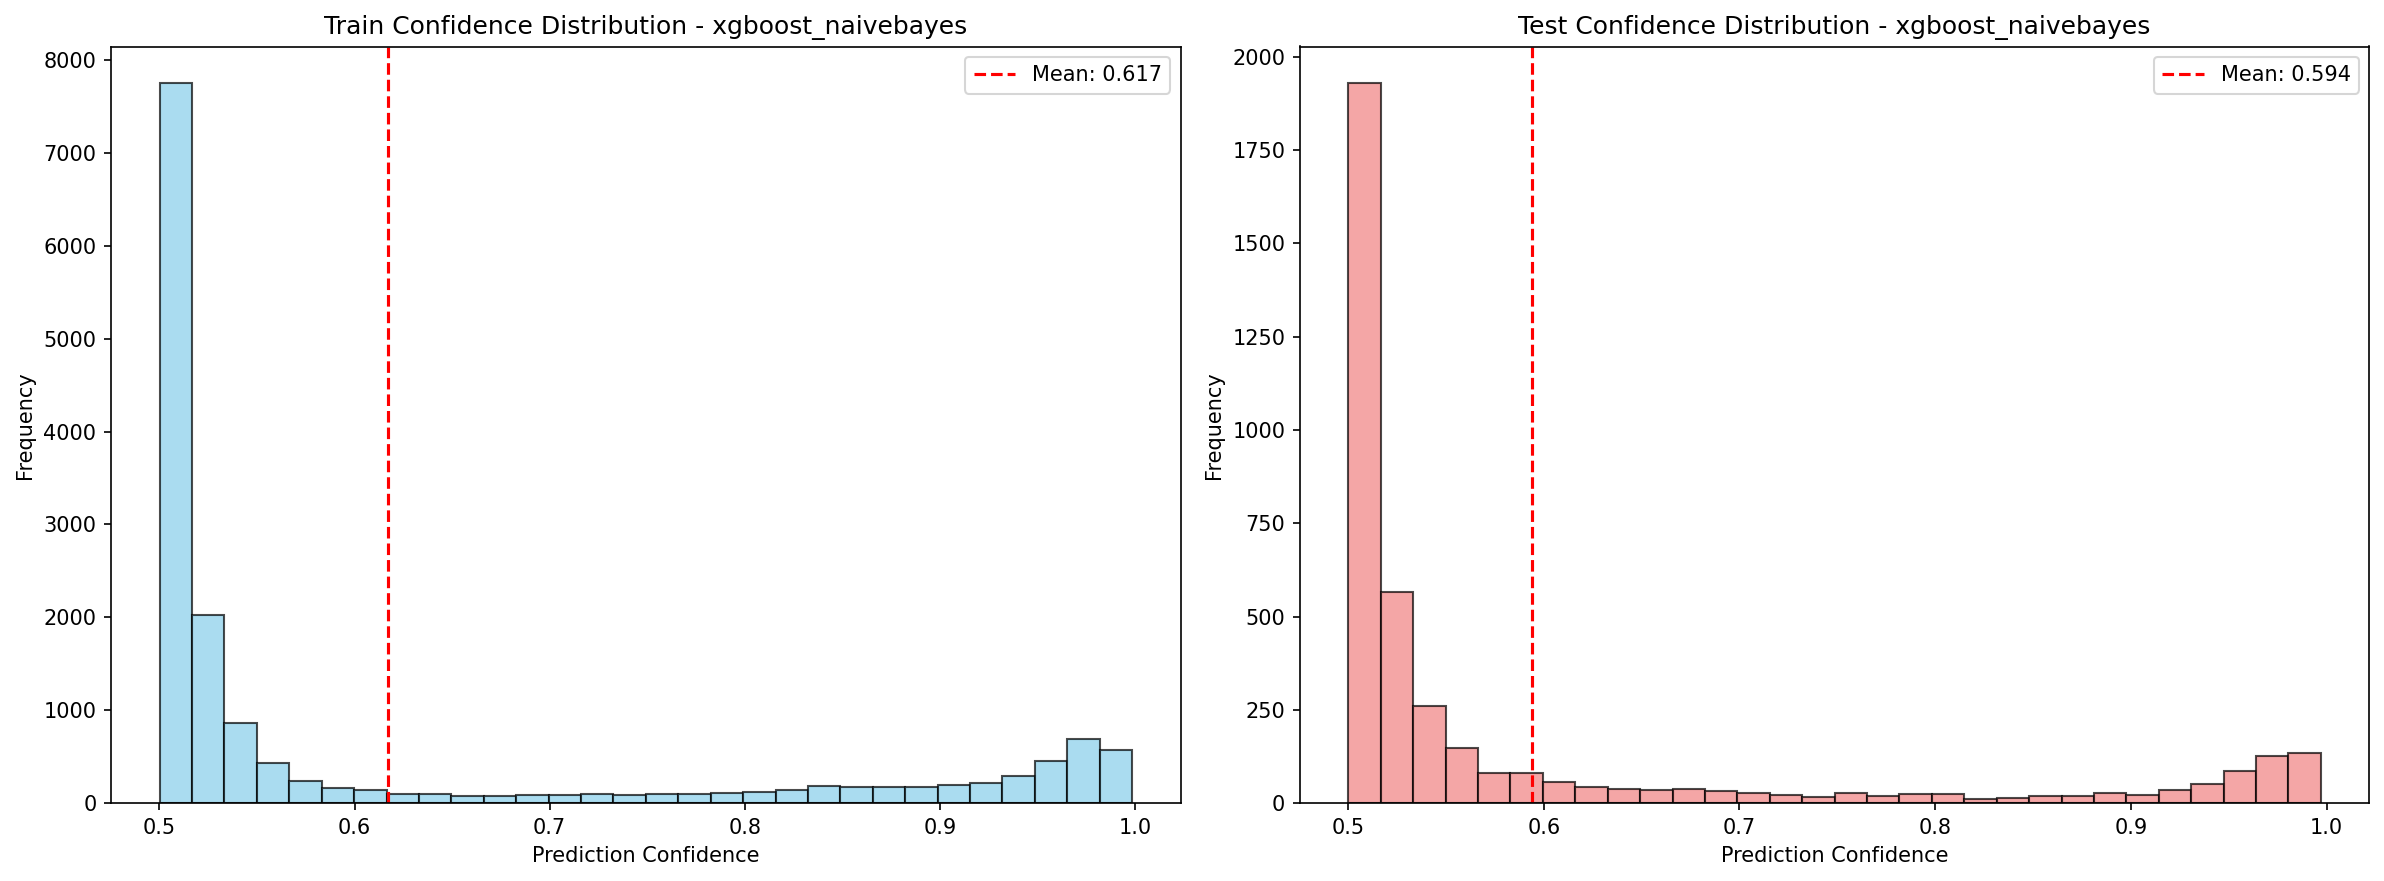 Train Confidence Distribution - xgboost_naivebayes
Mean: 0.617
8000
7000
6000
5000
4000
3000
2000
1000
0
Frequency
0.5 0.6 0.7 0.8 0.9 1.0
Prediction Confidence
Test Confidence Distribution - xgboost_naivebayes
Mean: 0.594
2000
1750
1500
1250
1000
750
500
250
0
Frequency
0.5 0.6 0.7 0.8 0.9 1.0
Prediction Confidence